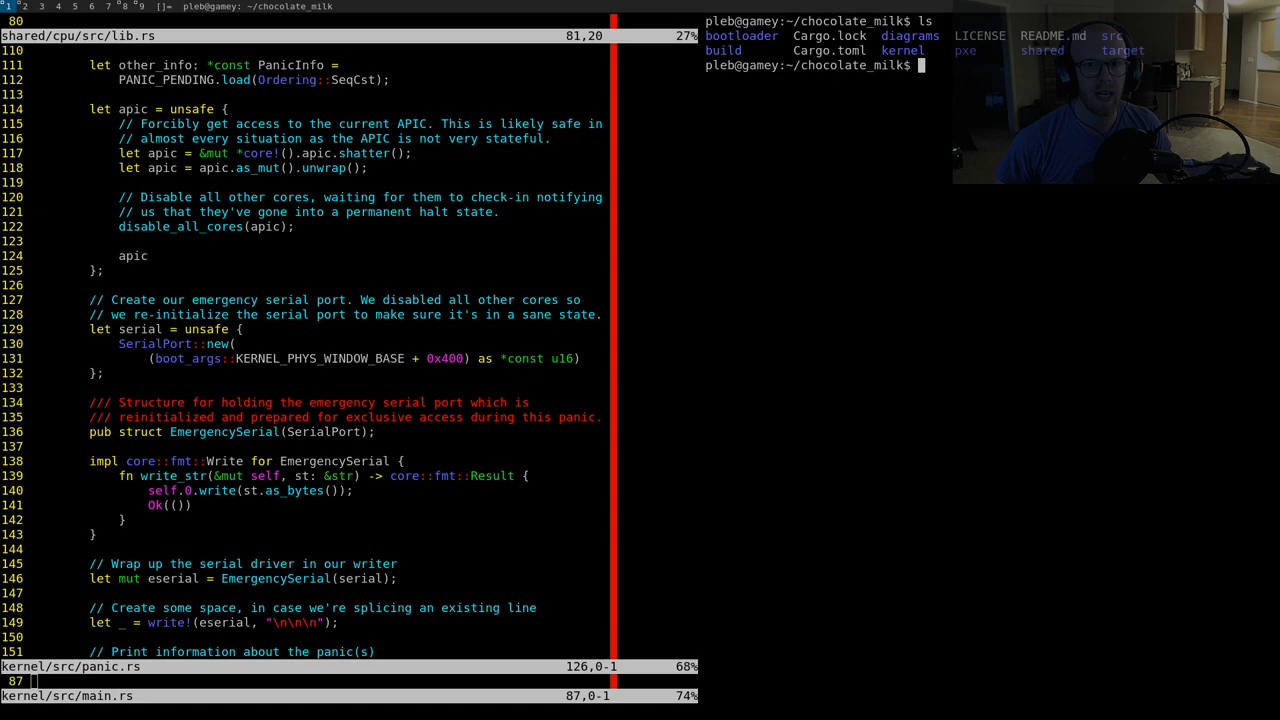 1 2 3 4 5 6 7 8 9 []= pleb@gamey: ~/chocolate_milk
80
shared/cpu/src/lib.rs 81,20 27%
110
111 let other_info: *const PanicInfo =
112 PANIC_PENDING.load(Ordering::SeqCst);
113
114 let apic = unsafe {
115 // Forcibly get access to the current APIC. This is likely safe in
116 // almost every situation as the APIC is not very stateful.
117 let apic = &mut *core!().apic.shatter();
118 let apic = apic.as_mut().unwrap();
119
120 // Disable all other cores, waiting for them to check-in notifying
121 // us that they've gone into a permanent halt state.
122 disable_all_cores(apic);
123
124 apic
125 };
126
127 // Create our emergency serial port. We disabled all other cores so
128 // we re-initialize the serial port to make sure it's in a sane state.
129 let serial = unsafe {
130 SerialPort::new(
131 (boot_args::KERNEL_PHYS_WINDOW_BASE + 0x400) as *const u16)
132 };
133
134 /// Structure for holding the emergency serial port which is
135 /// reinitialized and prepared for exclusive access during this panic.
136 pub struct EmergencySerial(SerialPort);
137
138 impl core::fmt::Write for EmergencySerial {
139 fn write_str(&mut self, st: &str) -> core::fmt::Result {
140 self.0.write(st.as_bytes());
141 Ok(())
142 }
143 }
144
145 // Wrap up the serial driver in our writer
146 let mut eserial = EmergencySerial(serial);
147
148 // Create some space, in case we're splicing an existing line
149 let _ = write!(eserial, "\n\n\n");
150
151 // Print information about the panic(s)
kernel/src/panic.rs 126,0-1 68%
87
kernel/src/main.rs 87,0-1 74%
pleb@gamey:~/chocolate_milk$ ls
bootloader Cargo.lock diagrams LICENSE README.md src
build Cargo.toml kernel pxe shared target
pleb@gamey:~/chocolate_milk$